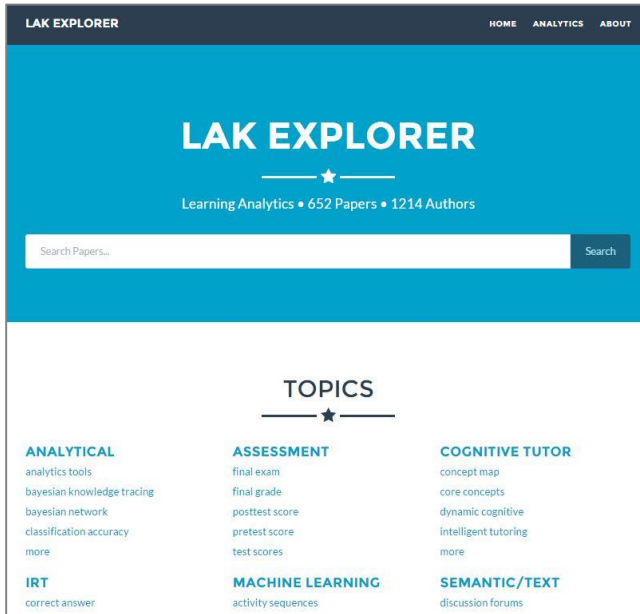 LAK EXPLORER
HOME ANALYTICS ABOUT
LAK EXPLORER
Learning Analytics • 652 Papers • 1214 Authors
Search Papers...
Search
TOPICS
ANALYTICAL
analytics tools
bayesian knowledge tracing
bayesian network
classification accuracy
more
ASSESSMENT
final exam
final grade
posttest score
pretest score
test scores
COGNITIVE TUTOR
concept map
core concepts
dynamic cognitive
intelligent tutoring
more
IRT
correct answer
MACHINE LEARNING
activity sequences
SEMANTIC/TEXT
discussion forums